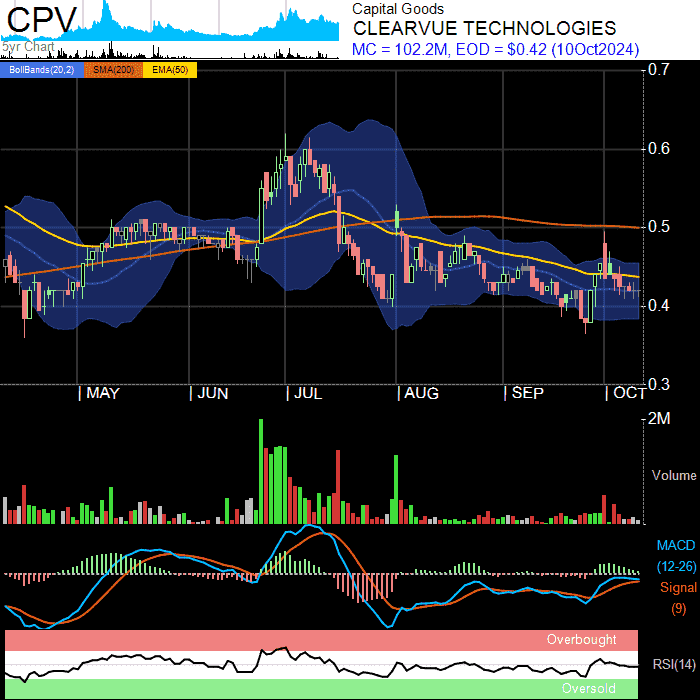 CPV
5yr Chart
Capital Goods
CLEARVUE TECHNOLOGIES
MC = 102.2M, EOD = $0.42 (10Oct2024)
BollBands(20,2) SMA(200) EMA(50)
0.7
0.6
0.5
0.4
0.3
| MAY | JUN | JUL | AUG | SEP | OCT
2M
Volume
MACD
(12-26)
Signal
(9)
Overbought
RSI(14)
Oversold